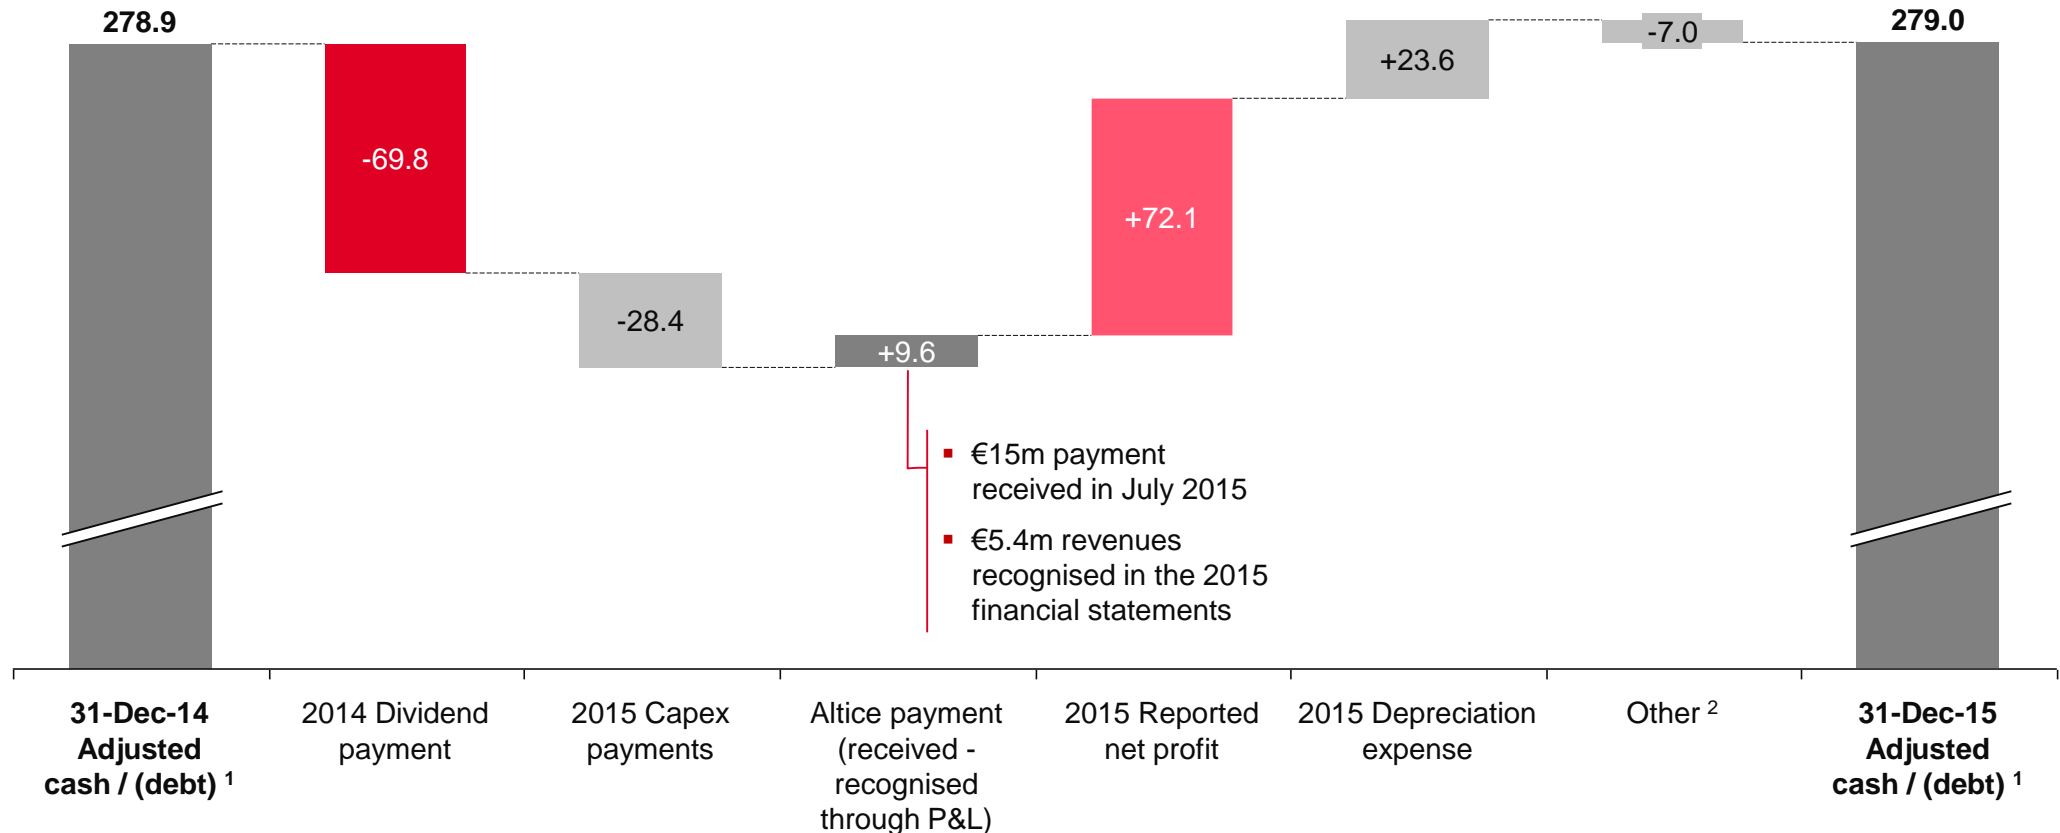 278.9
279.0
-7.0
+23.6
-69.8
+72.1
-28.4
+9.6
▪ €15m payment
received in July 2015
▪ €5.4m revenues
recognised in the 2015
financial statements
31-Dec-14
Adjusted
cash / (debt) 1
2014 Dividend
payment
2015 Capex
payments
Altice payment
(received -
recognised
through P&L)
2015 Reported
net profit
2015 Depreciation
expense
Other 2
31-Dec-15
Adjusted
cash / (debt) 1